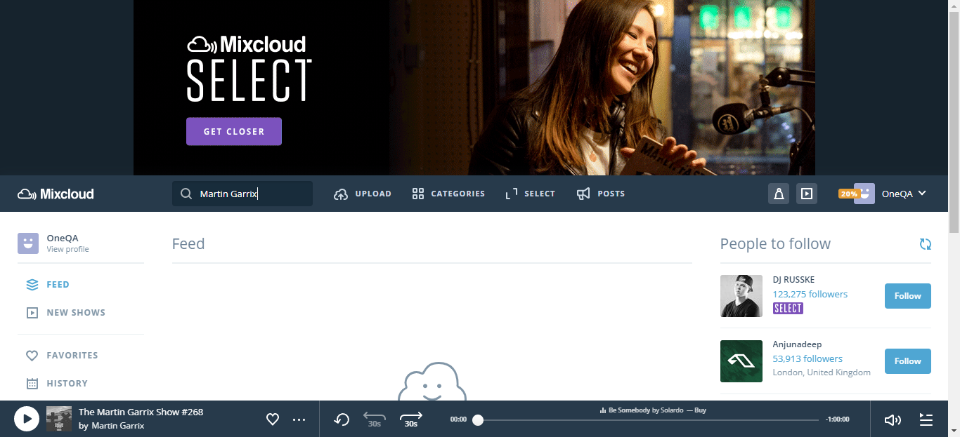 Mixcloud
SELECT
GET CLOSER
Mixcloud
Martin Garrix
UPLOAD
CATEGORIES
SELECT
POSTS
20%
OneQA
OneQA
View profile
FEED
NEW SHOWS
FAVORITES
HISTORY
Feed
People to follow
DJ RUSSKE
123,275 followers
SELECT
Follow
Anjunadeep
53,913 followers
London, United Kingdom
Follow
The Martin Garrix Show #268
by Martin Garrix
30s
30s
00:00
Be Somebody by Solardo — Buy
-1:00:00